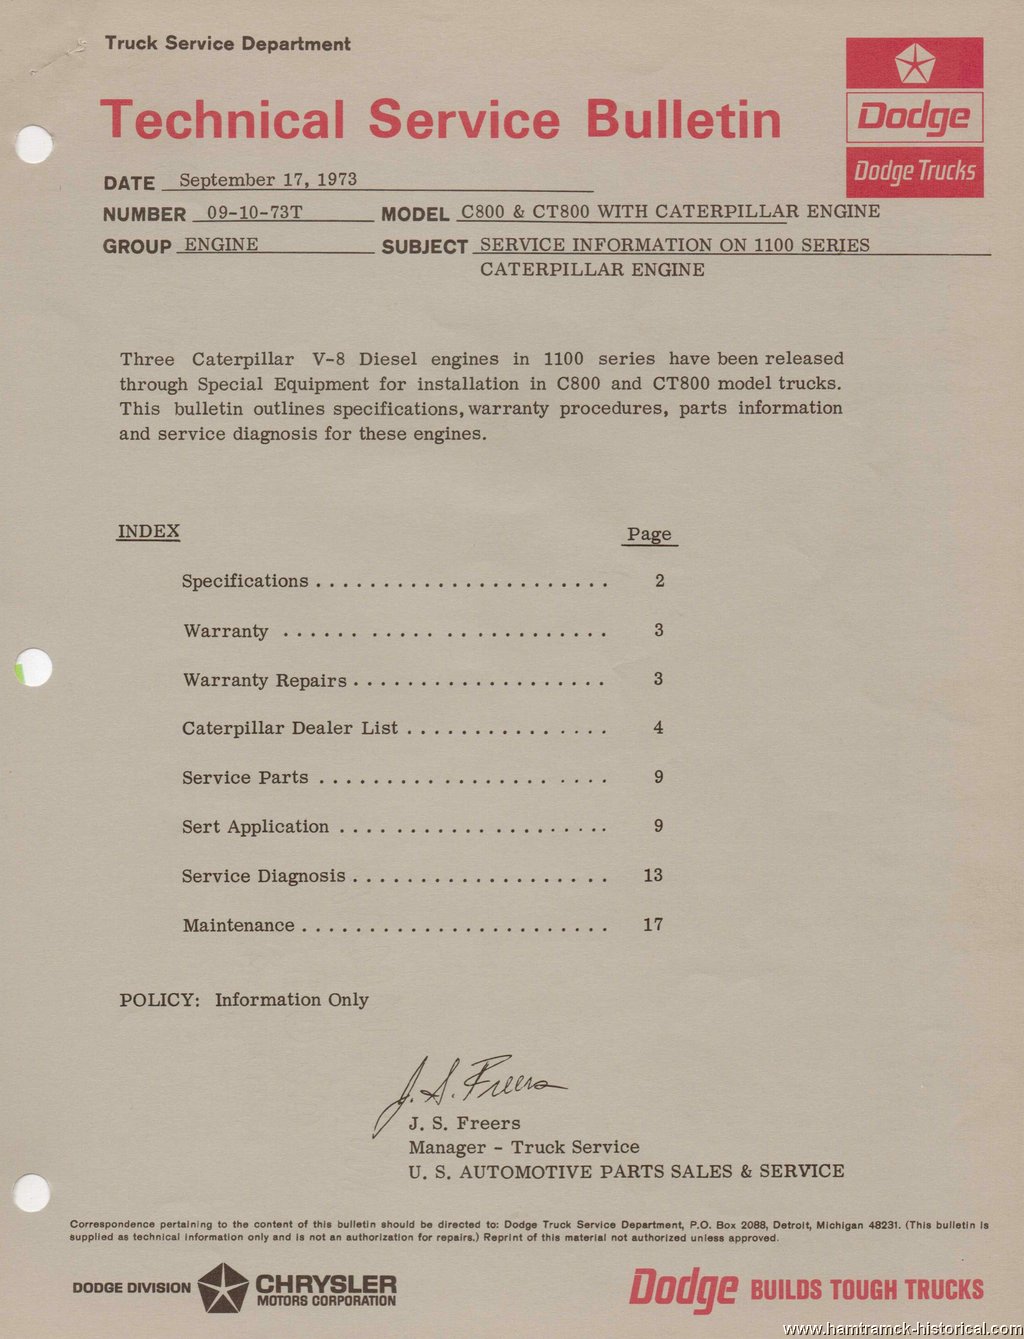 Truck Service Department
Technical Service Bulletin
Dodge
Dodge Trucks
DATE September 17, 1973
NUMBER 09-10-73T MODEL C800 & CT800 WITH CATERPILLAR ENGINE
GROUP ENGINE SUBJECT SERVICE INFORMATION ON 1100 SERIES
CATERPILLAR ENGINE
Three Caterpillar V-8 Diesel engines in 1100 series have been released
through Special Equipment for installation in C800 and CT800 model trucks.
This bulletin outlines specifications, warranty procedures, parts information
and service diagnosis for these engines.
INDEX Page
Specifications . . . . . . . . . . . . . . . . . . . . . . 2
Warranty . . . . . . . . . . . . . . . . . . . . . . . . 3
Warranty Repairs . . . . . . . . . . . . . . . . . . . 3
Caterpillar Dealer List . . . . . . . . . . . . . . . 4
Service Parts . . . . . . . . . . . . . . . . . . . . . 9
Sert Application . . . . . . . . . . . . . . . . . . . . 9
Service Diagnosis . . . . . . . . . . . . . . . . . . . 13
Maintenance . . . . . . . . . . . . . . . . . . . . . . . 17
POLICY: Information Only
J. S. Freers
J. S. Freers
Manager - Truck Service
U. S. AUTOMOTIVE PARTS SALES & SERVICE
Correspondence pertaining to the content of this bulletin should be directed to: Dodge Truck Service Department, P.O. Box 2088, Detroit, Michigan 48231. (This bulletin is
supplied as technical information only and is not an authorization for repairs.) Reprint of this material not authorized unless approved.
DODGE DIVISION CHRYSLER
MOTORS CORPORATION
Dodge BUILDS TOUGH TRUCKS
www.hamtramck-historical.com